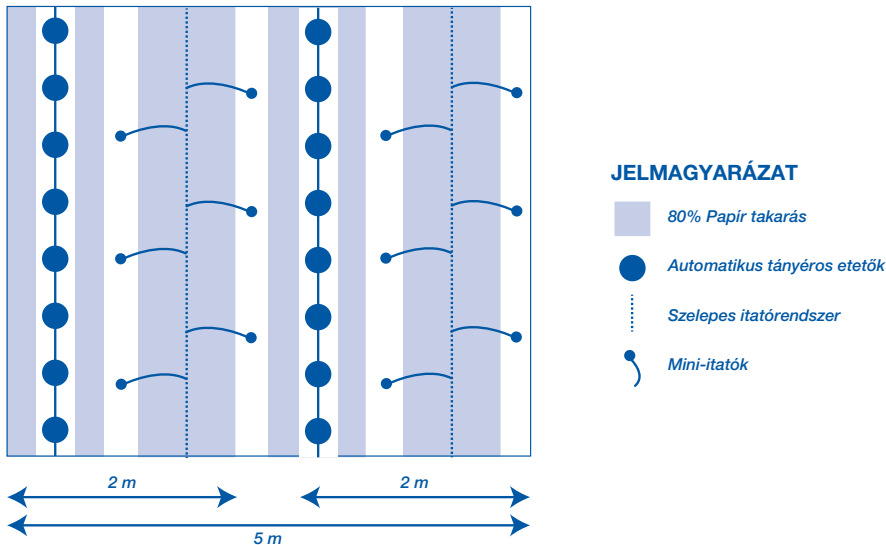 JELMAGYARÁZAT
80% Papír takarás
Automatikus tányéros etetők
Szelepes itatórendszer
Mini-itatók
2 m
2 m
5 m